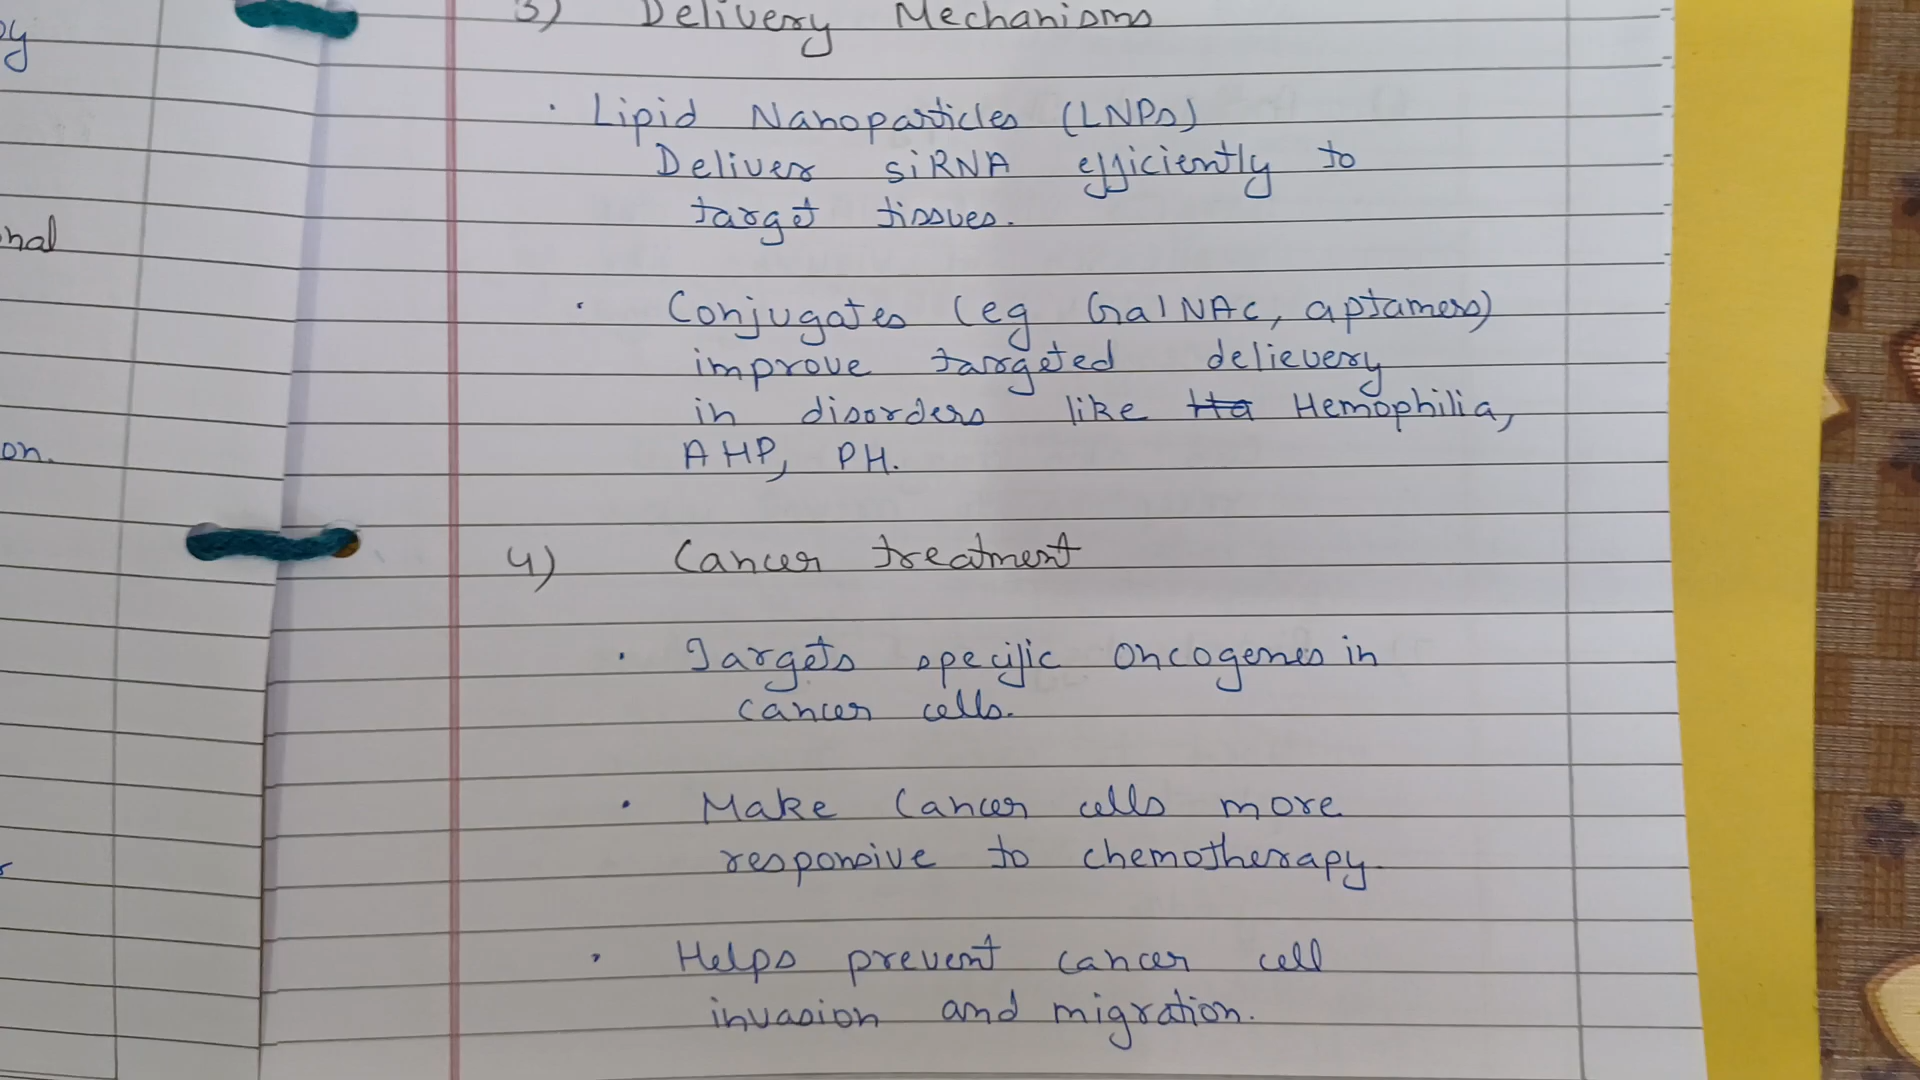 3) Delivery Mechanisms
· Lipid Nanoparticles (LNPs)
Deliver siRNA efficiently to
target tissues.
· Conjugates (eg GalNAc, aptamers)
improve targeted delievery
in disorders like Ha Hemophilia,
AHP, PH.
4) Cancer treatment
· Targets specific oncogenes in
cancer cells.
· Make Cancer cells more
responsive to chemotherapy.
· Helps prevent cancer cell
invasion and migration.
nal
on.